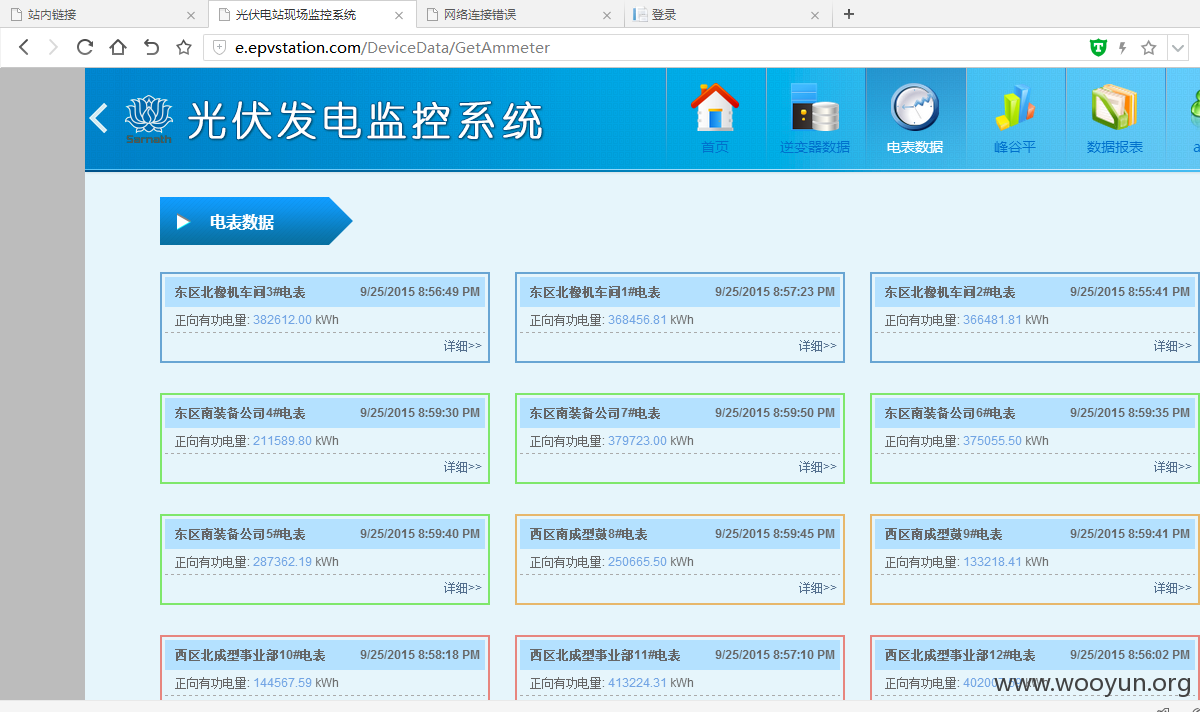 站内链接 光伏电站现场监控系统 网络连接错误 登录
e.epvstation.com/DeviceData/GetAmmeter
Sarnath 光伏发电监控系统 首页 逆变器数据 电表数据 峰谷平 数据报表 a
电表数据
东区北橡机车间3#电表 9/25/2015 8:56:49 PM 东区北橡机车间1#电表 9/25/2015 8:57:23 PM 东区北橡机车间2#电表 9/25/2015 8:55:41 PM
正向有功电量: 382612.00 kWh 正向有功电量: 368456.81 kWh 正向有功电量: 366481.81 kWh
详细>> 详细>> 详细>>
东区南装备公司4#电表 9/25/2015 8:59:30 PM 东区南装备公司7#电表 9/25/2015 8:59:50 PM 东区南装备公司6#电表 9/25/2015 8:59:35 PM
正向有功电量: 211589.80 kWh 正向有功电量: 379723.00 kWh 正向有功电量: 375055.50 kWh
详细>> 详细>> 详细>>
东区南装备公司5#电表 9/25/2015 8:59:40 PM 西区南成型鼓8#电表 9/25/2015 8:59:45 PM 西区南成型鼓9#电表 9/25/2015 8:59:41 PM
正向有功电量: 287362.19 kWh 正向有功电量: 250665.50 kWh 正向有功电量: 133218.41 kWh
详细>> 详细>> 详细>>
西区北成型事业部10#电表 9/25/2015 8:58:18 PM 西区北成型事业部11#电表 9/25/2015 8:57:10 PM 西区北成型事业部12#电表 9/25/2015 8:56:02 PM
正向有功电量: 144567.59 kWh 正向有功电量: 413224.31 kWh 正向有功电量: kWh
www.wooyun.org